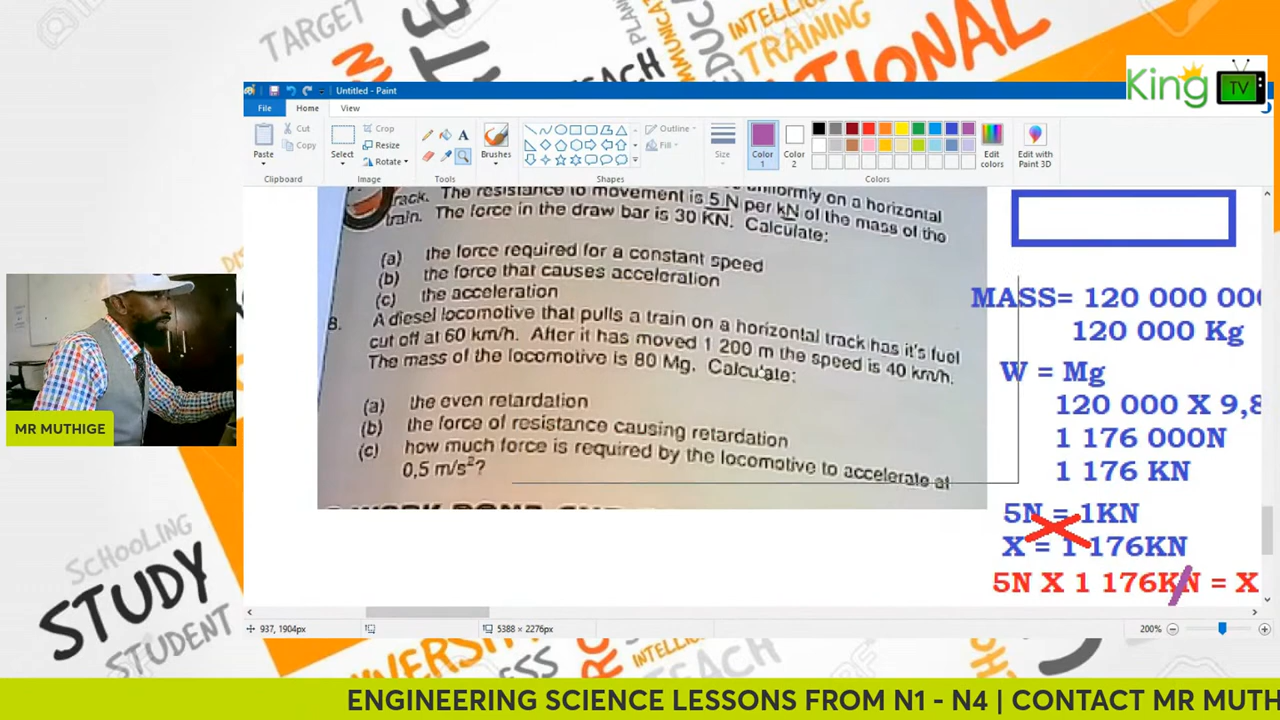 TARGET
INTELLIGE
TRAINING
EDUC
TEACH
King
TV
Untitled - Paint
File Home View
Paste
Cut
Copy
Clipboard
Select
Crop
Resize
Rotate
Image
Tools
Brushes
Shapes
Outline
Fill
Size
Color 1
Color 2
Colors
Edit colors
Edit with Paint 3D
uniformly on a horizontal
track. The resistance to movement is 5 N per kN of the mass of the
train. The force in the draw bar is 30 KN. Calculate:
(a) the force required for a constant speed
(b) the force that causes acceleration
(c) the acceleration
8. A diesel locomotive that pulls a train on a horizontal track has it's fuel
cut off at 60 km/h. After it has moved 1 200 m the speed is 40 km/h.
The mass of the locomotive is 80 Mg. Calculate:
(a) the even retardation
(b) the force of resistance causing retardation
(c) how much force is required by the locomotive to accelerate at
0,5 m/s²?
MASS= 120 000 00
120 000 Kg
W = Mg
120 000 X 9,8
1 176 000N
1 176 KN
5N = 1KN
X = 1 176KN
5N X 1 176KN = X
MR MUTHIGE
SCHOOLING
STUDY
STUDENT
937, 1904px
5388 × 2276px
200%
TEACH
ENGINEERING SCIENCE LESSONS FROM N1 - N4 | CONTACT MR MUTH